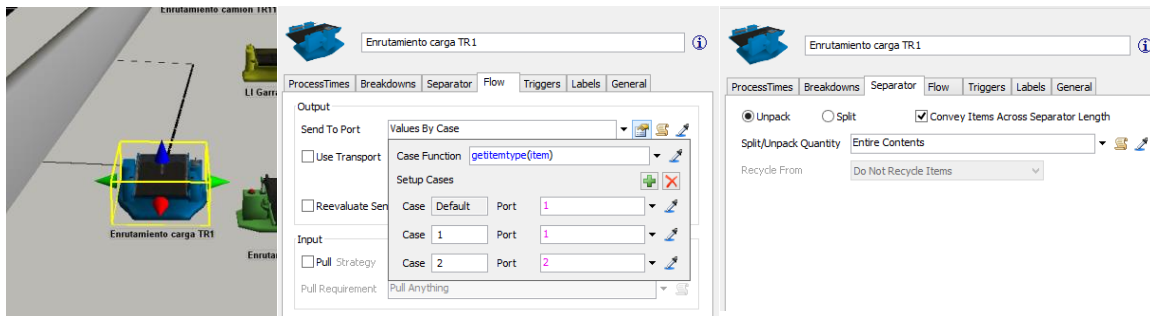 Enrutamiento camion TR11
LI Garra
Enrutamiento carga TR1
Enruta
Enrutamiento carga TR1
ProcessTimes Breakdowns Separator Flow Triggers Labels General
Output
Send To Port Values By Case
Use Transport Case Function getitemtype(item)
Setup Cases
Reevaluate Sen Case Default Port 1
Case 1 Port 1
Input
Pull Strategy Case 2 Port 2
Pull Requirement Pull Anything
Enrutamiento carga TR1
ProcessTimes Breakdowns Separator Flow Triggers Labels General
Unpack Split Convey Items Across Separator Length
Split/Unpack Quantity Entire Contents
Recycle From Do Not Recycle Items